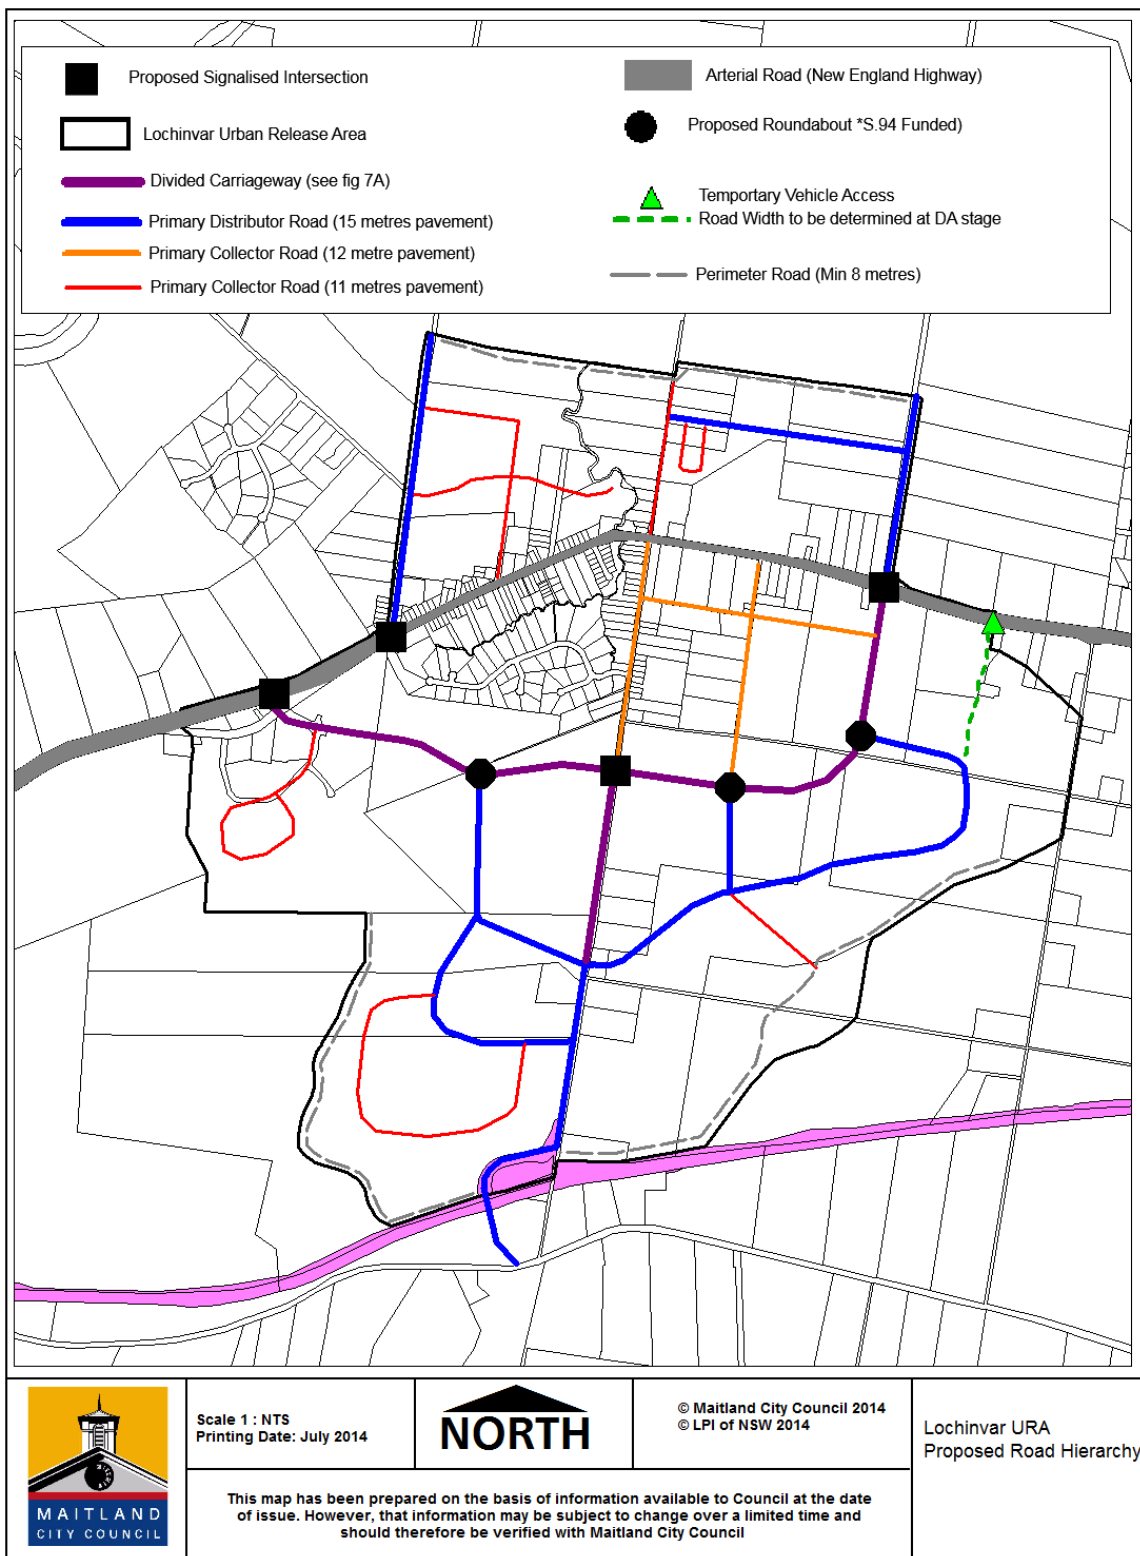 Proposed Signalised Intersection
Lochinvar Urban Release Area
Divided Carriageway (see fig 7A)
Primary Distributor Road (15 metres pavement)
Primary Collector Road (12 metre pavement)
Primary Collector Road (11 metres pavement)
Arterial Road (New England Highway)
Proposed Roundabout *S.94 Funded)
Temportary Vehicle Access
Road Width to be determined at DA stage
Perimeter Road (Min 8 metres)
MAITLAND
CITY COUNCIL
Scale 1 : NTS
Printing Date: July 2014
NORTH
© Maitland City Council 2014
© LPI of NSW 2014
Lochinvar URA
Proposed Road Hierarchy
This map has been prepared on the basis of information available to Council at the date
of issue. However, that information may be subject to change over a limited time and
should therefore be verified with Maitland City Council